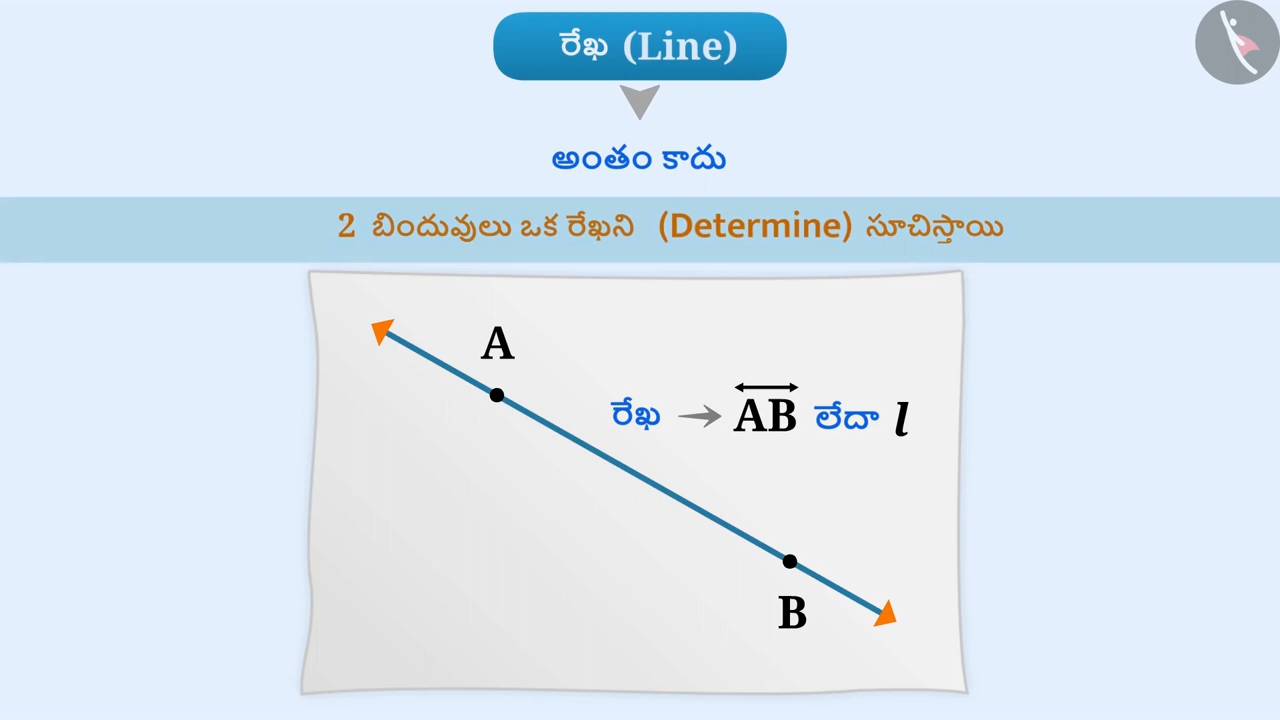 రేఖ (Line)
అంతం కాదు
2 బిందువులు ఒక రేఖని (Determine) సూచిస్తాయి
A
రేఖ → AB లేదా l
B